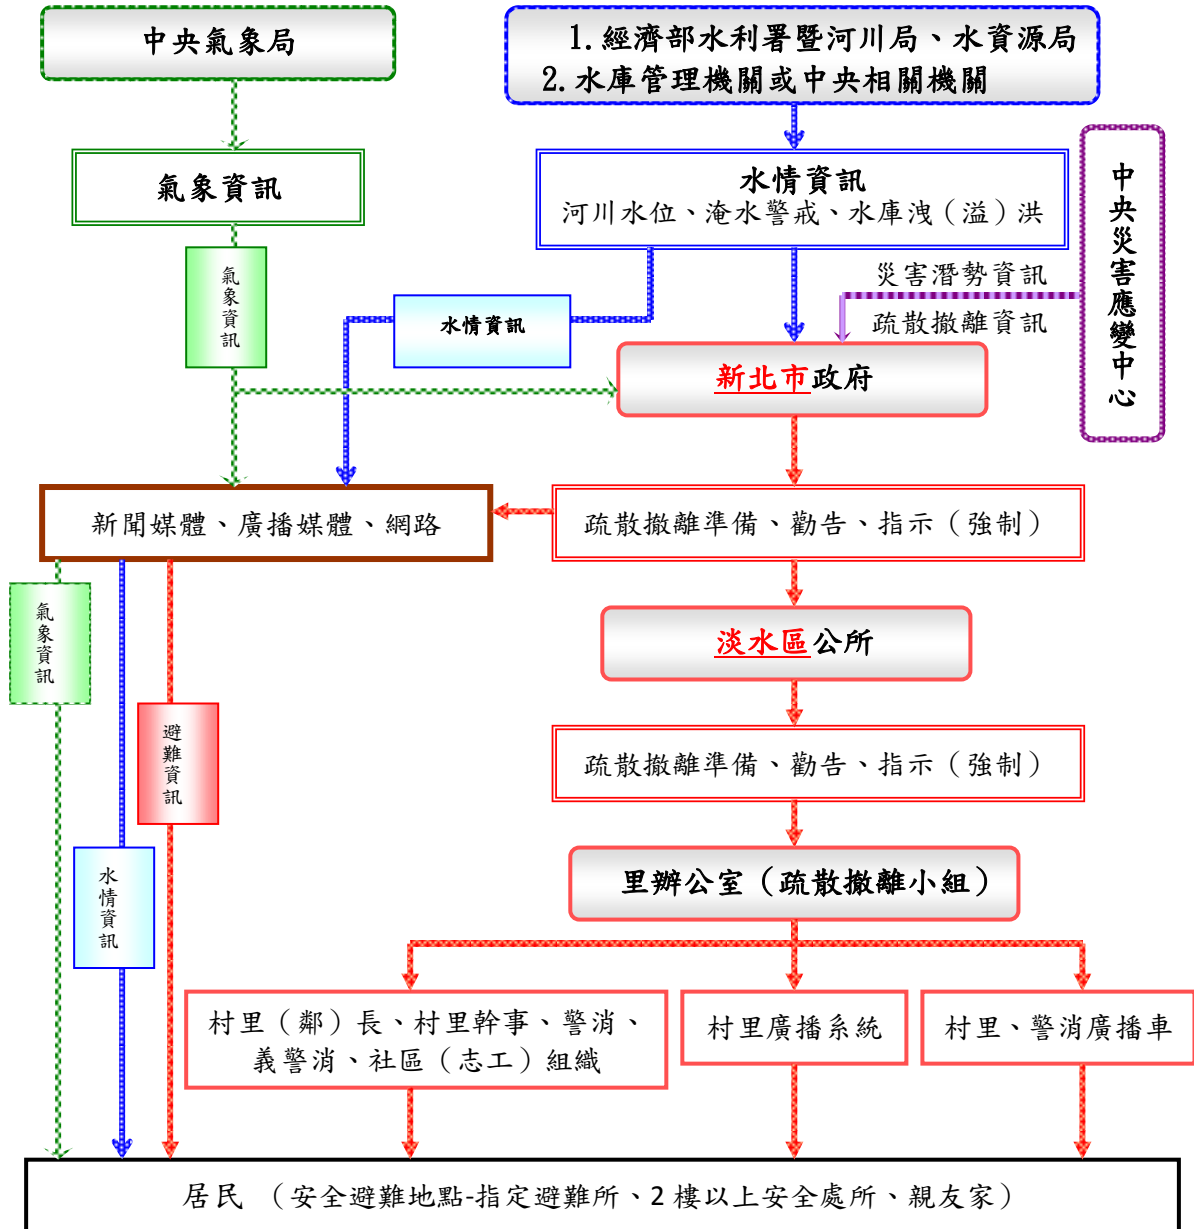 中央氣象局
1. 經濟部水利署暨河川局、水資源局
2. 水庫管理機關或中央相關機關
氣象資訊
水情資訊
河川水位、淹水警戒、水庫洩（溢）洪
中央災害應變中心
氣象資訊
水情資訊
災害潛勢資訊
疏散撤離資訊
新北市政府
新聞媒體、廣播媒體、網路
疏散撤離準備、勸告、指示（強制）
氣象資訊
淡水區公所
避難資訊
疏散撤離準備、勸告、指示（強制）
水情資訊
里辦公室（疏散撤離小組）
村里（鄰）長、村里幹事、警消、
義警消、社區（志工）組織
村里廣播系統
村里、警消廣播車
居民 （安全避難地點-指定避難所、2 樓以上安全處所、親友家）